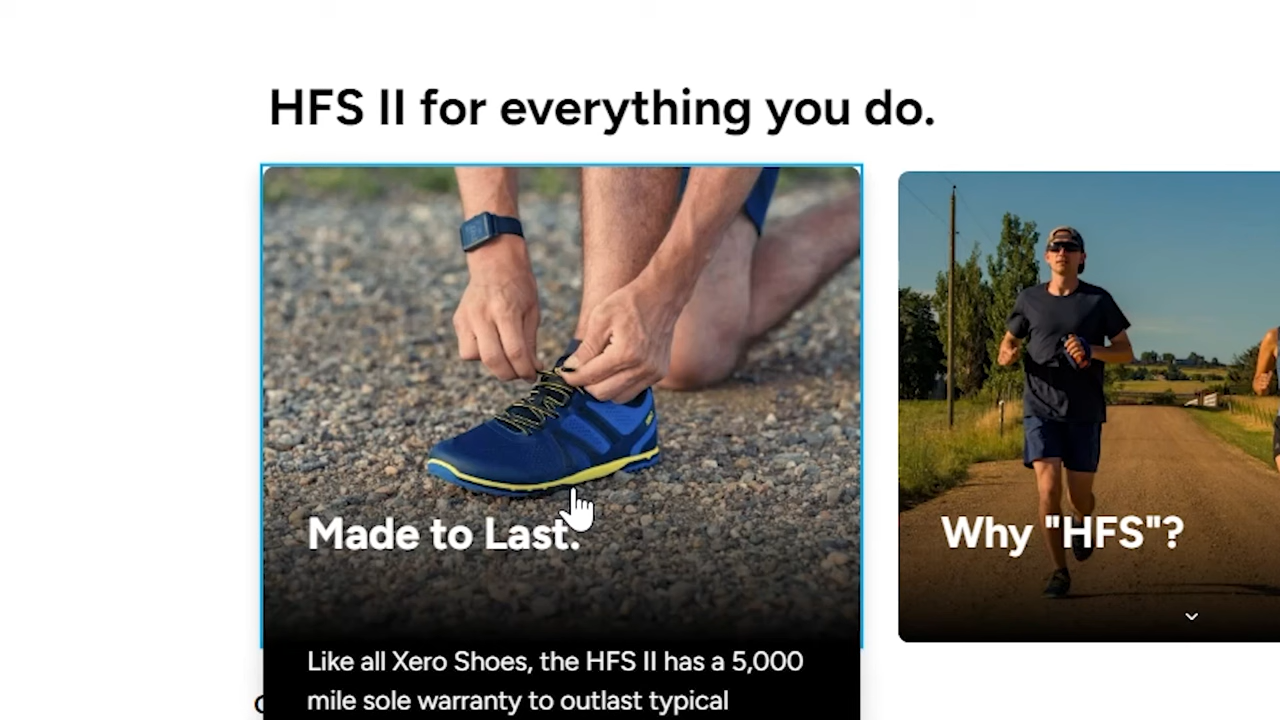 HFS II for everything you do.
Made to Last.
Why "HFS"?
Like all Xero Shoes, the HFS II has a 5,000
mile sole warranty to outlast typical